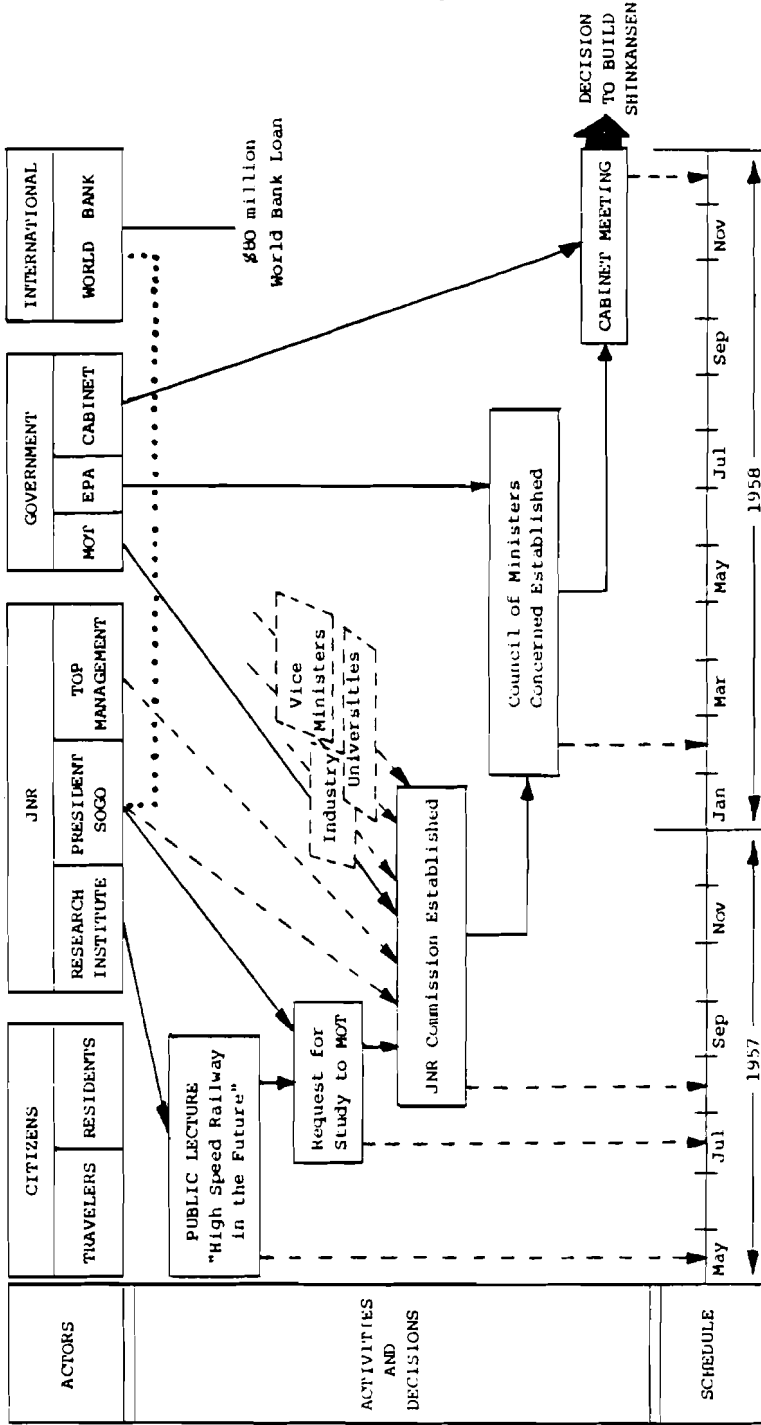 ACTORS
CITIZENS
TRAVELERS
RESIDENTS
JNR
RESEARCH
INSTITUTE
PRESIDENT
SOGO
TOP
MANAGEMENT
GOVERNMENT
MOT
EPA
CABINET
INTERNATIONAL
WORLD BANK
ACTIVITIES
AND
DECISIONS
PUBLIC LECTURE
"High Speed Railway
in the Future"
Request for
Study to MOT
JNR Commission Established
Industry
Universities
Vice
Ministers
Council of Ministers
Concerned Established
$80 million
World Bank Loan
CABINET MEETING
DECISION
TO BUILD
SHINKANSEN
SCHEDULE
May
Jul
Sep
Nov
Jan
Mar
May
Jul
Sep
Nov
1957
1958